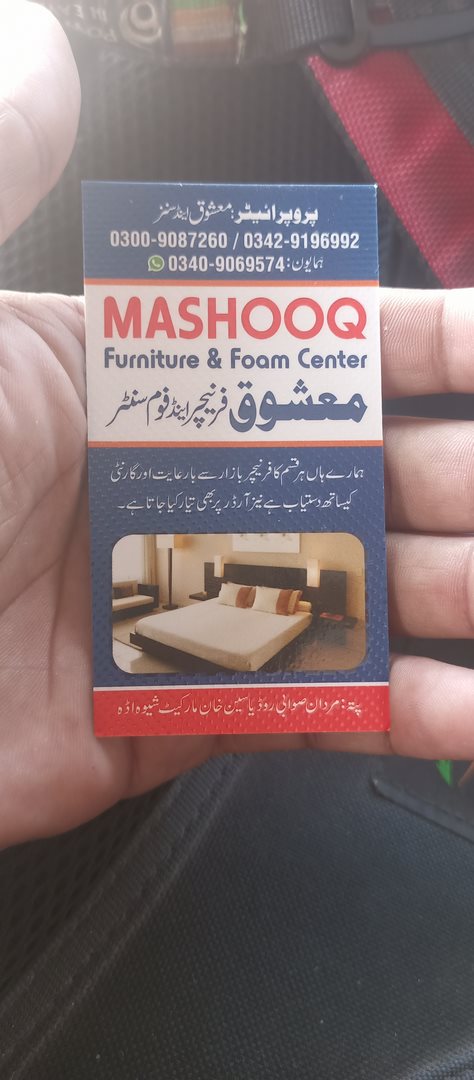 پروپرائیٹر: معشوق اینڈ سنز
0300-9087260 / 0342-9196992
ہمایون: 0340-9069574
MASHOOQ
Furniture & Foam Center
معشوق فرنیچر اینڈ فوم سنٹر
ہمارے ہاں ہر قسم کا فرنیچر بازار سے بارعایت اور گارنٹی
کیساتھ دستیاب ہے نیز آرڈر پر بھی تیار کیا جاتا ہے۔
پتہ: مردان صوابی روڈ یاسین خان مارکیٹ شیوہ اڈہ